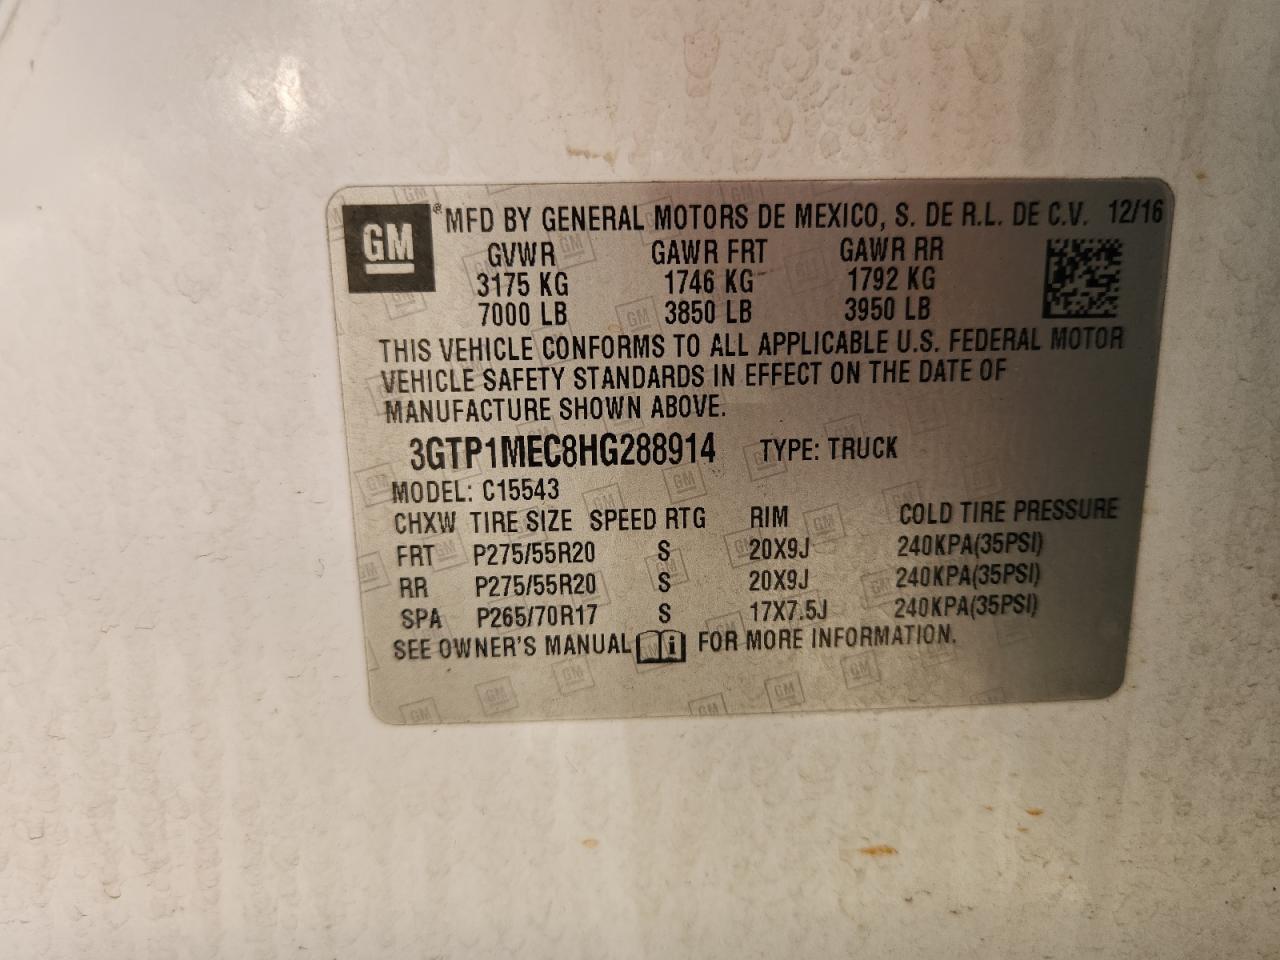 GM
® MFD BY GENERAL MOTORS DE MEXICO, S. DE R.L. DE C.V. 12/16
GVWR GAWR FRT GAWR RR
3175 KG 1746 KG 1792 KG
7000 LB 3850 LB 3950 LB
THIS VEHICLE CONFORMS TO ALL APPLICABLE U.S. FEDERAL MOTOR
VEHICLE SAFETY STANDARDS IN EFFECT ON THE DATE OF
MANUFACTURE SHOWN ABOVE.
3GTP1MEC8HG288914 TYPE: TRUCK
MODEL: C15543
CHXW TIRE SIZE SPEED RTG RIM COLD TIRE PRESSURE
FRT P275/55R20 S 20X9J 240KPA(35PSI)
RR P275/55R20 S 20X9J 240KPA(35PSI)
SPA P265/70R17 S 17X7.5J 240KPA(35PSI)
SEE OWNER'S MANUAL FOR MORE INFORMATION.